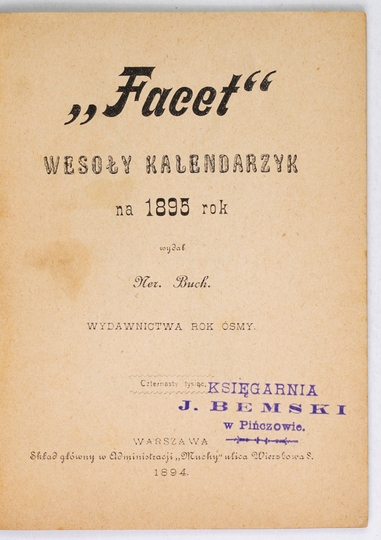 „Facet“
WESOŁY KALENDARZYK
na 1895 rok
wydał
Ner. Buch.
WYDAWNICTWA ROK ÓSMY.
Czternasty tysiąc.
KSIĘGARNIA
J. BEMSKI
w Pińczowie.
WARSZAWA
Skład główny w Administracji „Muchy“ ulica Wierzbowa 8.
1894.